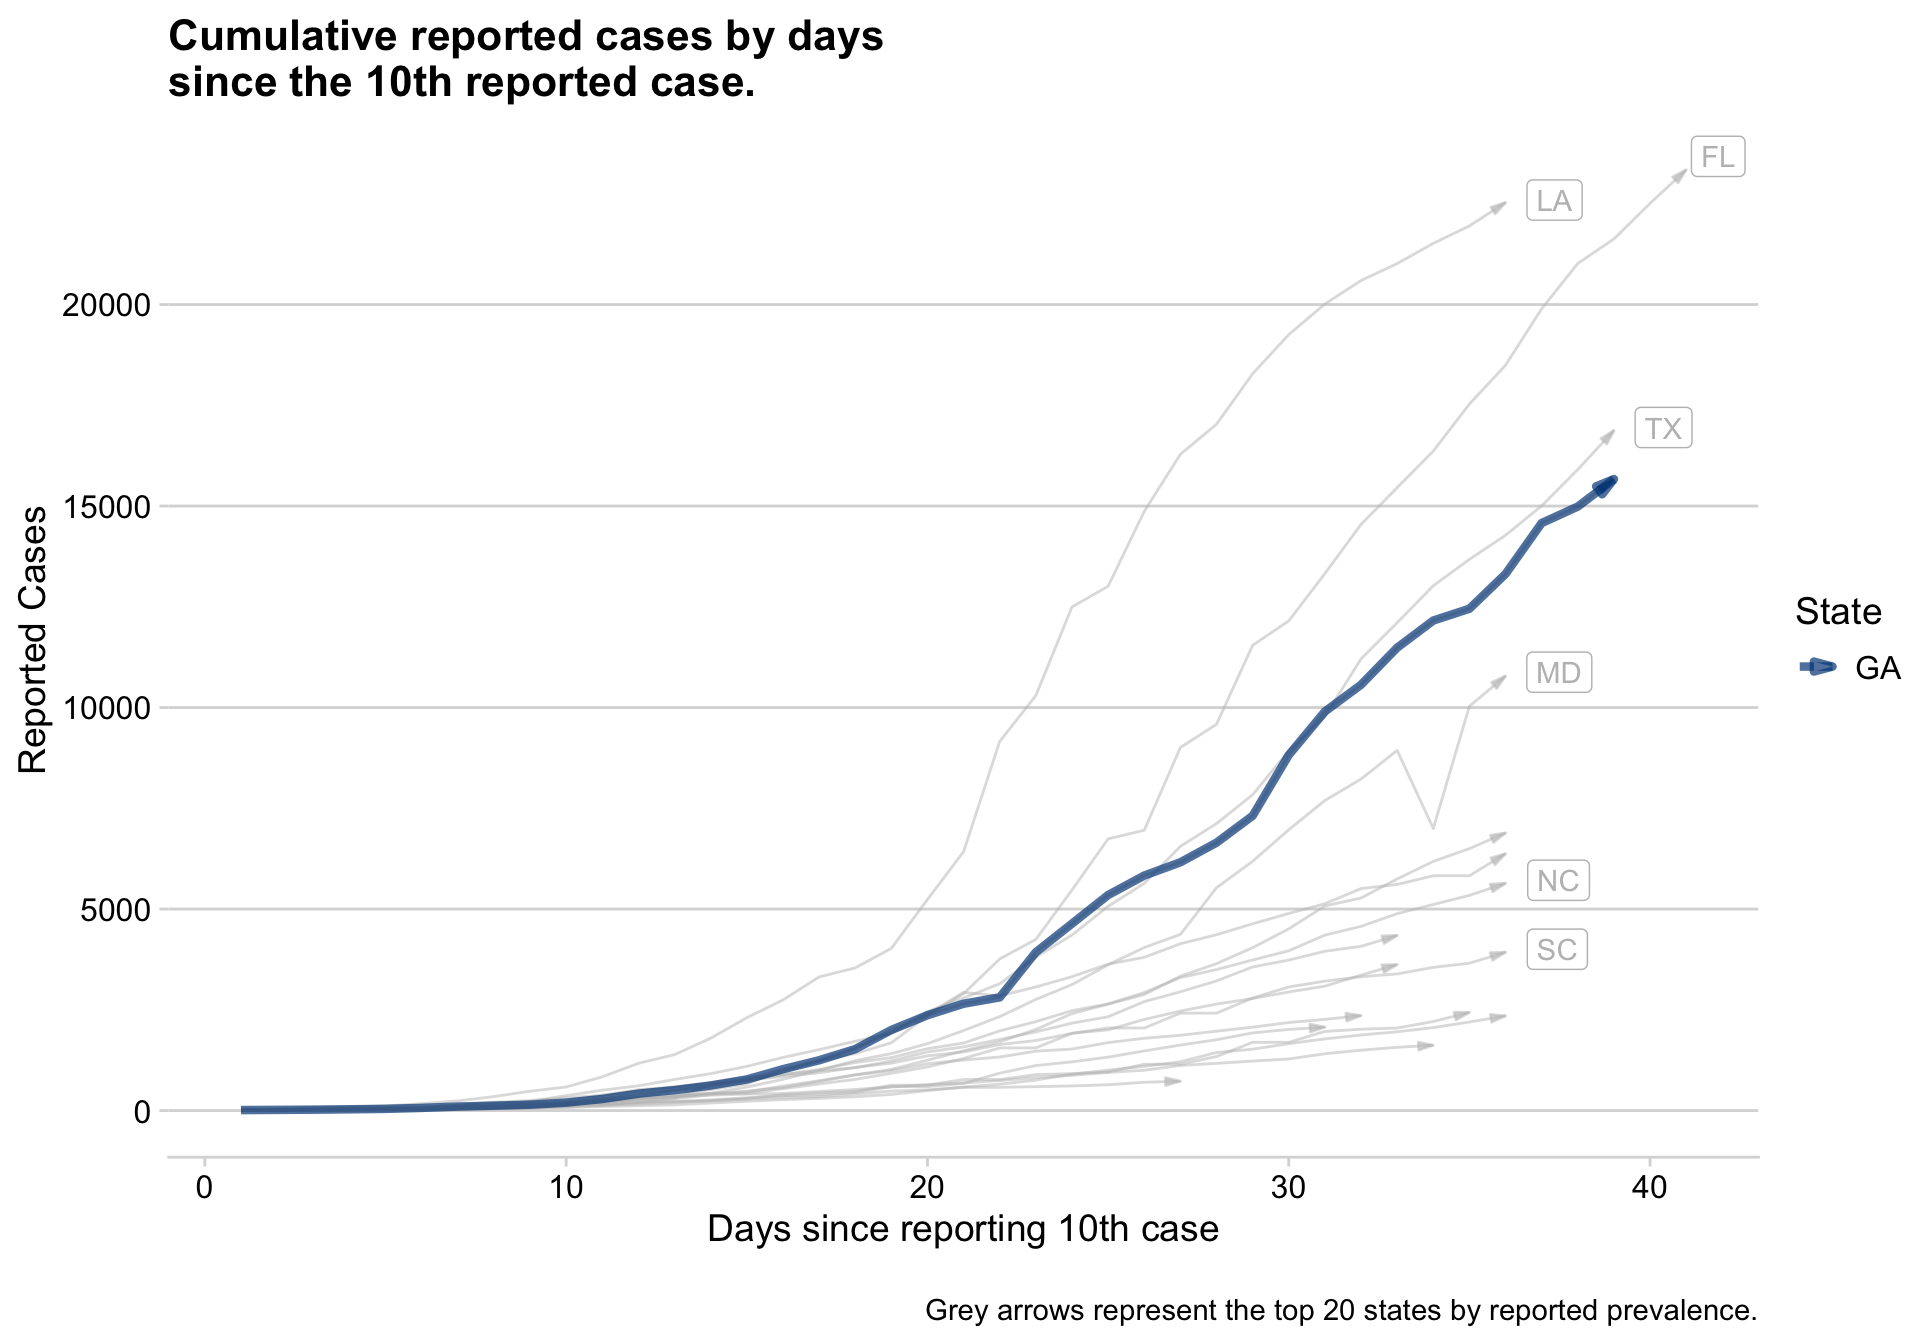 Cumulative reported cases by days
since the 10th reported case.
FL
LA
20000
TX
15000
Reported Cases
State
GA
MD
10000
NC
5000
SC
0
0 10 20 30 40
Days since reporting 10th case
Grey arrows represent the top 20 states by reported prevalence.